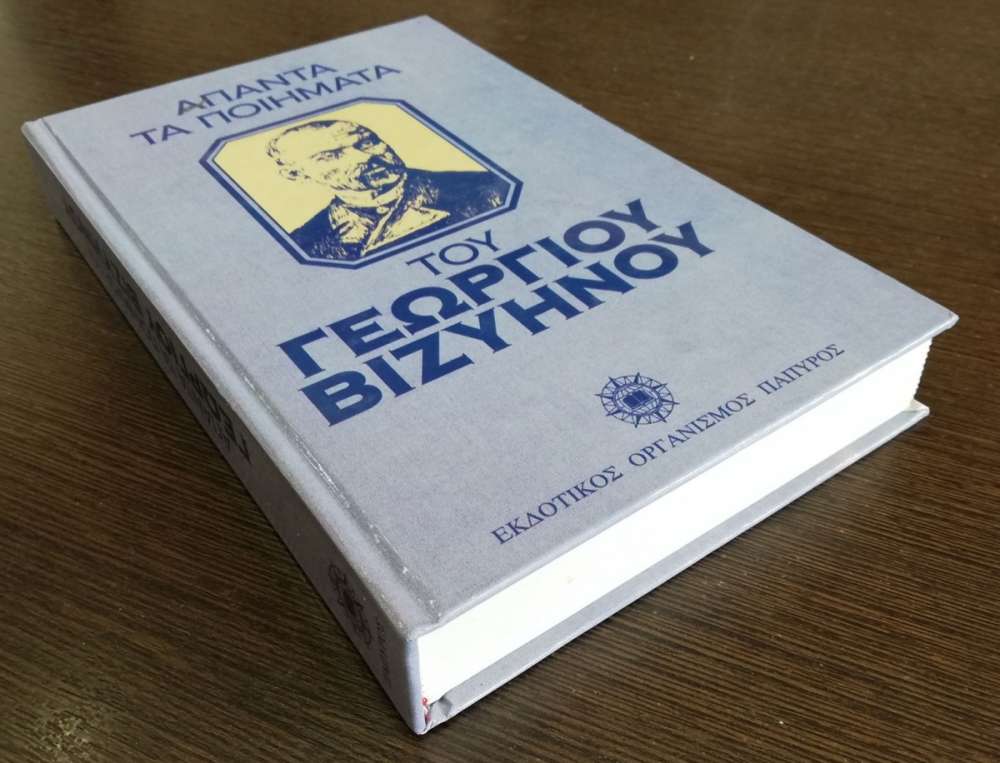 ΑΠΑΝΤΑ
ΤΑ ΠΟΙΗΜΑΤΑ
ΤΟΥ
ΓΕΩΡΓΙΟΥ
ΒΙΖΥΗΝΟΥ
ΕΚΔΟΤΙΚΟΣ ΟΡΓΑΝΙΣΜΟΣ ΠΑΠΥΡΟΣ